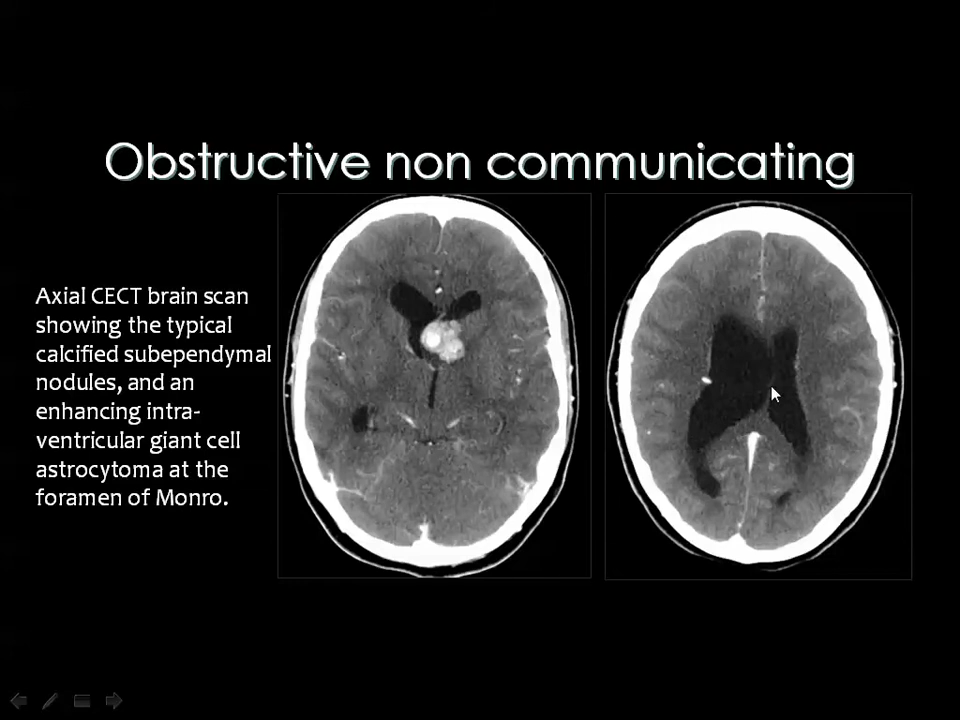 Obstructive non communicating
Axial CECT brain scan
showing the typical
calcified subependymal
nodules, and an
enhancing intra-
ventricular giant cell
astrocytoma at the
foramen of Monro.